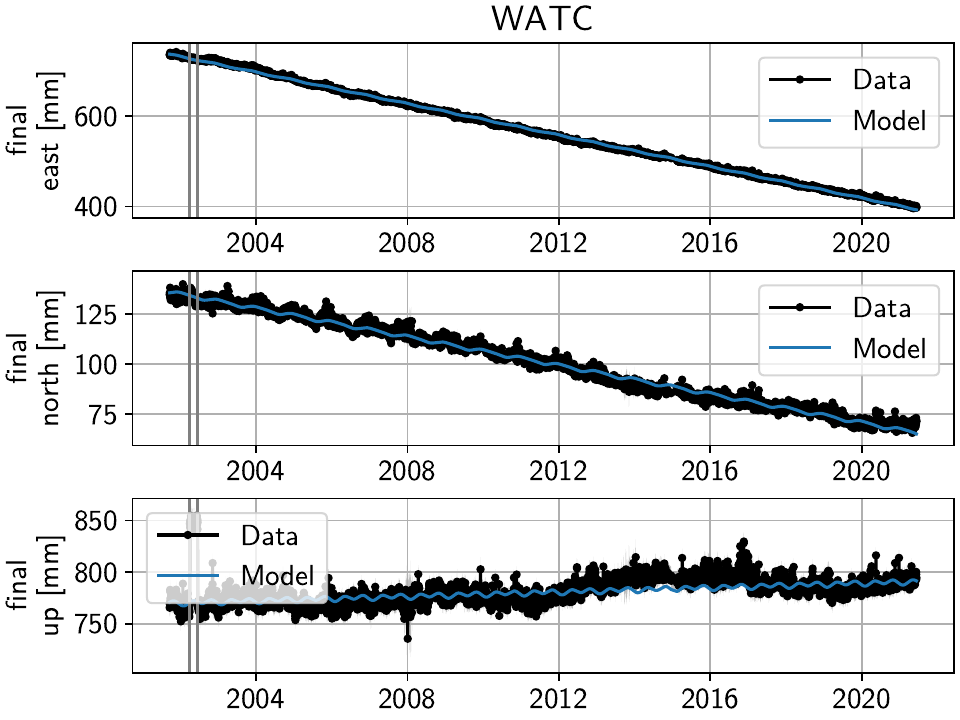 WATC
final
east [mm]
600
400
Data
Model
2004 2008 2012 2016 2020
final
north [mm]
125
100
75
Data
Model
2004 2008 2012 2016 2020
final
up [mm]
850
800
750
Data
Model
2004 2008 2012 2016 2020